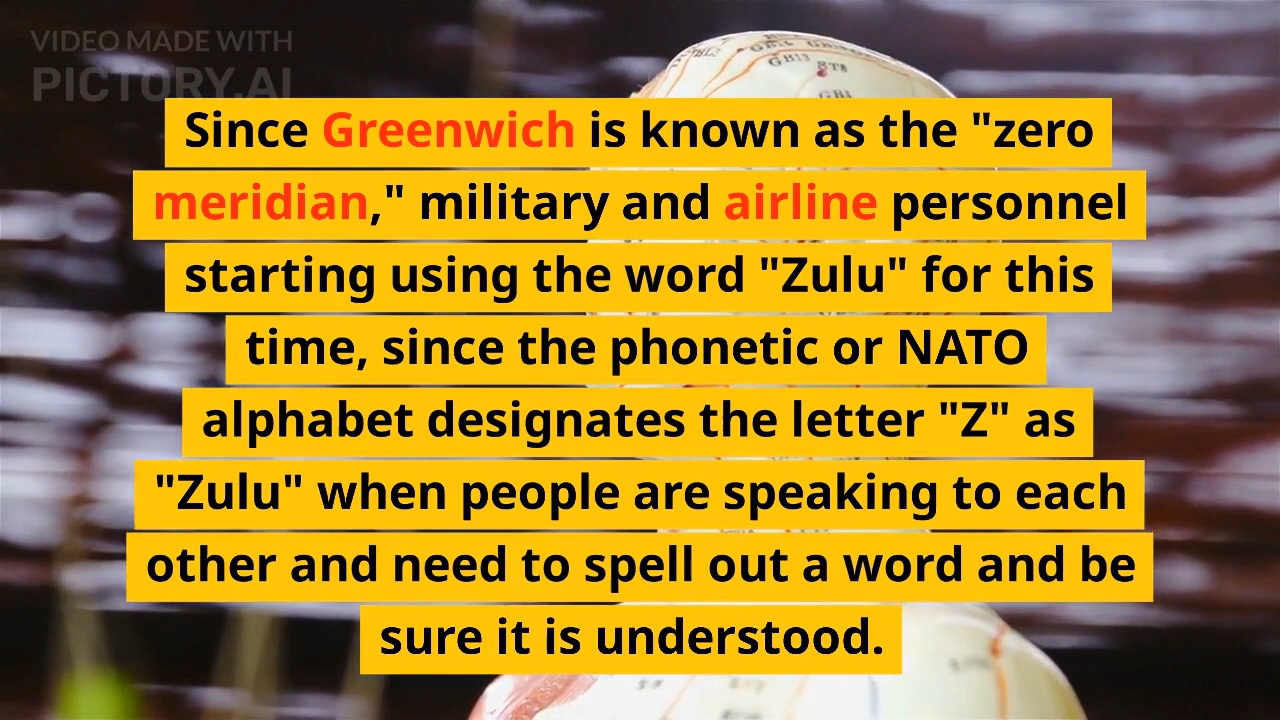 VIDEO MADE WITH
PICTORY.AI
GB13 ST8
Since Greenwich is known as the "zero
meridian," military and airline personnel
starting using the word "Zulu" for this
time, since the phonetic or NATO
alphabet designates the letter "Z" as
"Zulu" when people are speaking to each
other and need to spell out a word and be
sure it is understood.